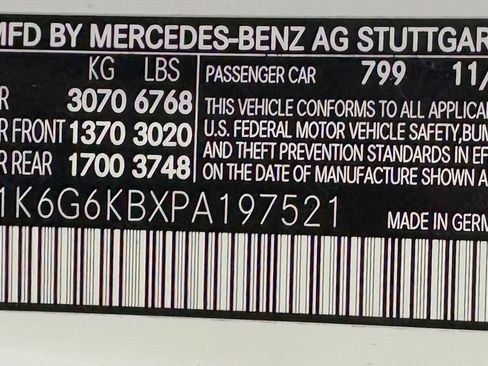 MFD BY MERCEDES-BENZ AG STUTTGAR
KG LBS PASSENGER CAR 799 11/
R 3070 6768 THIS VEHICLE CONFORMS TO ALL APPLICA
R FRONT 1370 3020 U.S. FEDERAL MOTOR VEHICLE SAFETY, BUM
R REAR 1700 3748 AND THEFT PREVENTION STANDARDS IN EF
ON THE DATE OF MANUFACTURE SHOWN A
1K6G6KBXPA197521 MADE IN GERM